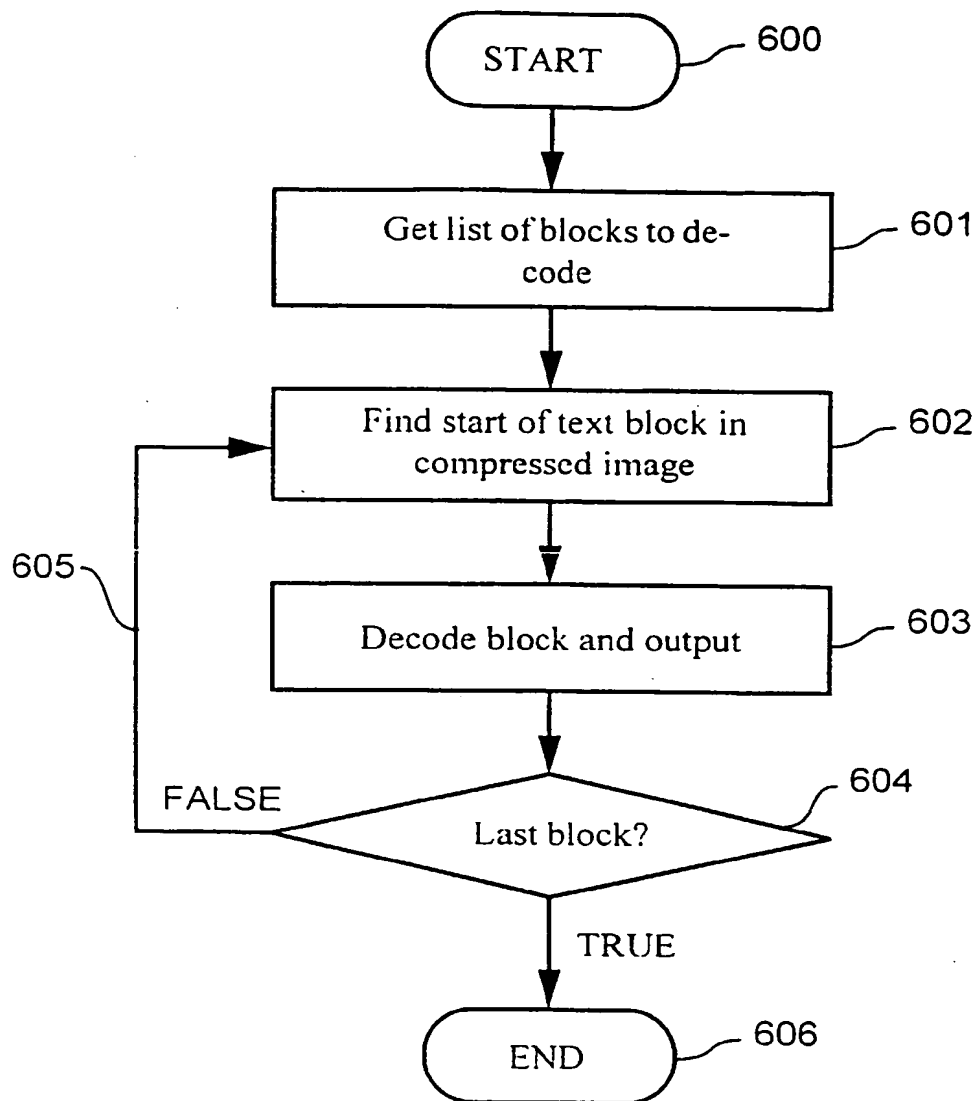 START
600
Get list of blocks to de-
code
601
Find start of text block in
compressed image
602
605
Decode block and output
603
FALSE
Last block?
604
TRUE
END
606